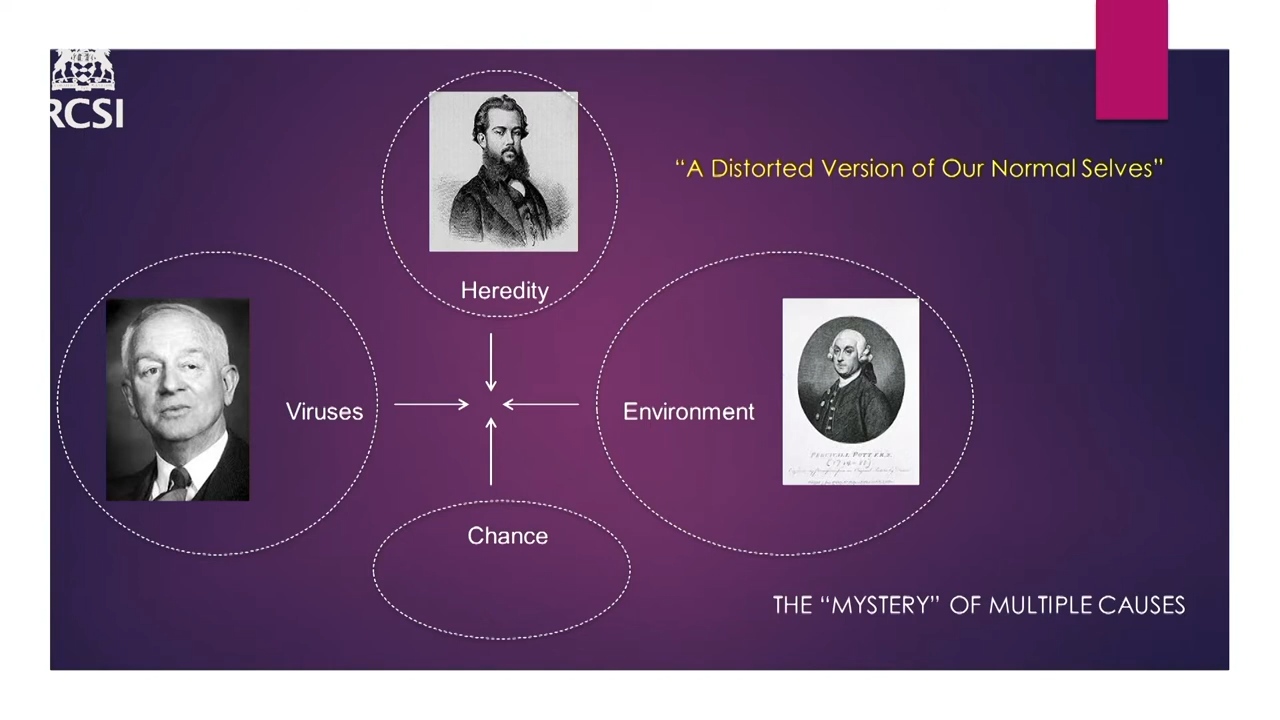 RCSI
“A Distorted Version of Our Normal Selves”
Heredity
Viruses
Environment
PERCIVALL POTT F.R.S.
Chance
THE “MYSTERY” OF MULTIPLE CAUSES